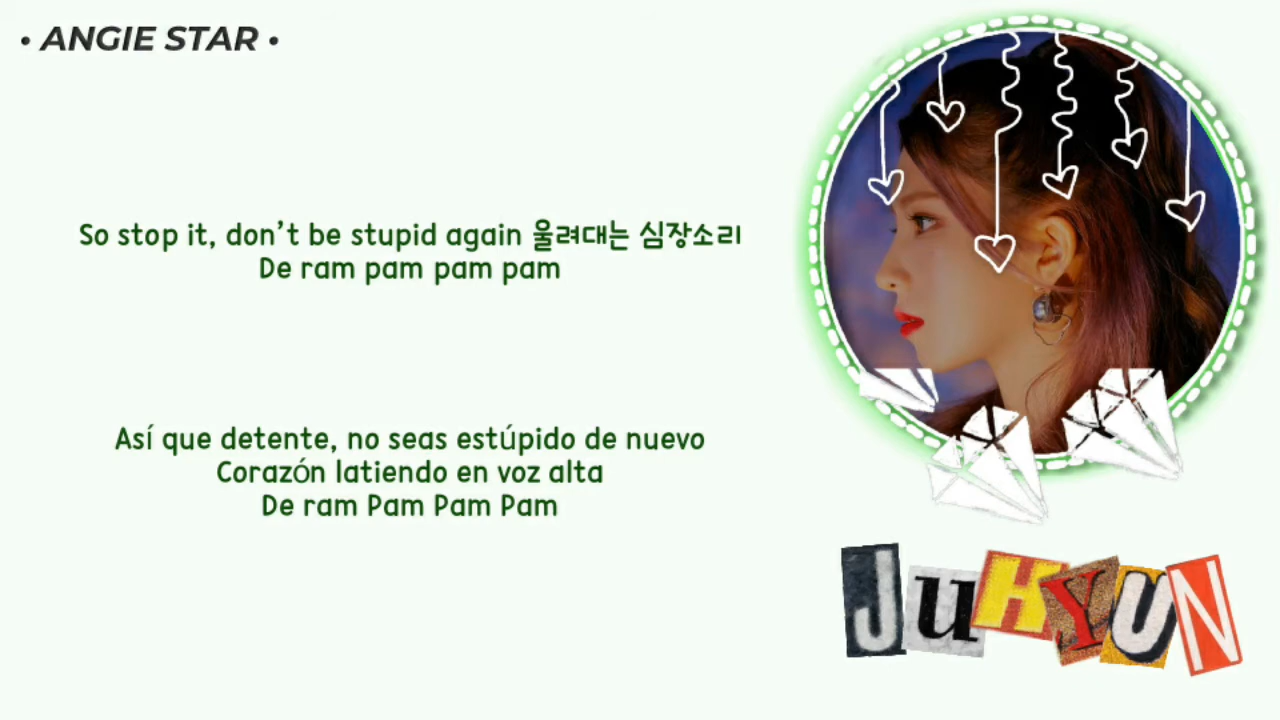 • ANGIE STAR •
So stop it, don't be stupid again 울려대는 심장소리
De ram pam pam pam
Así que detente, no seas estúpido de nuevo
Corazón latiendo en voz alta
De ram Pam Pam Pam
JuHYUN